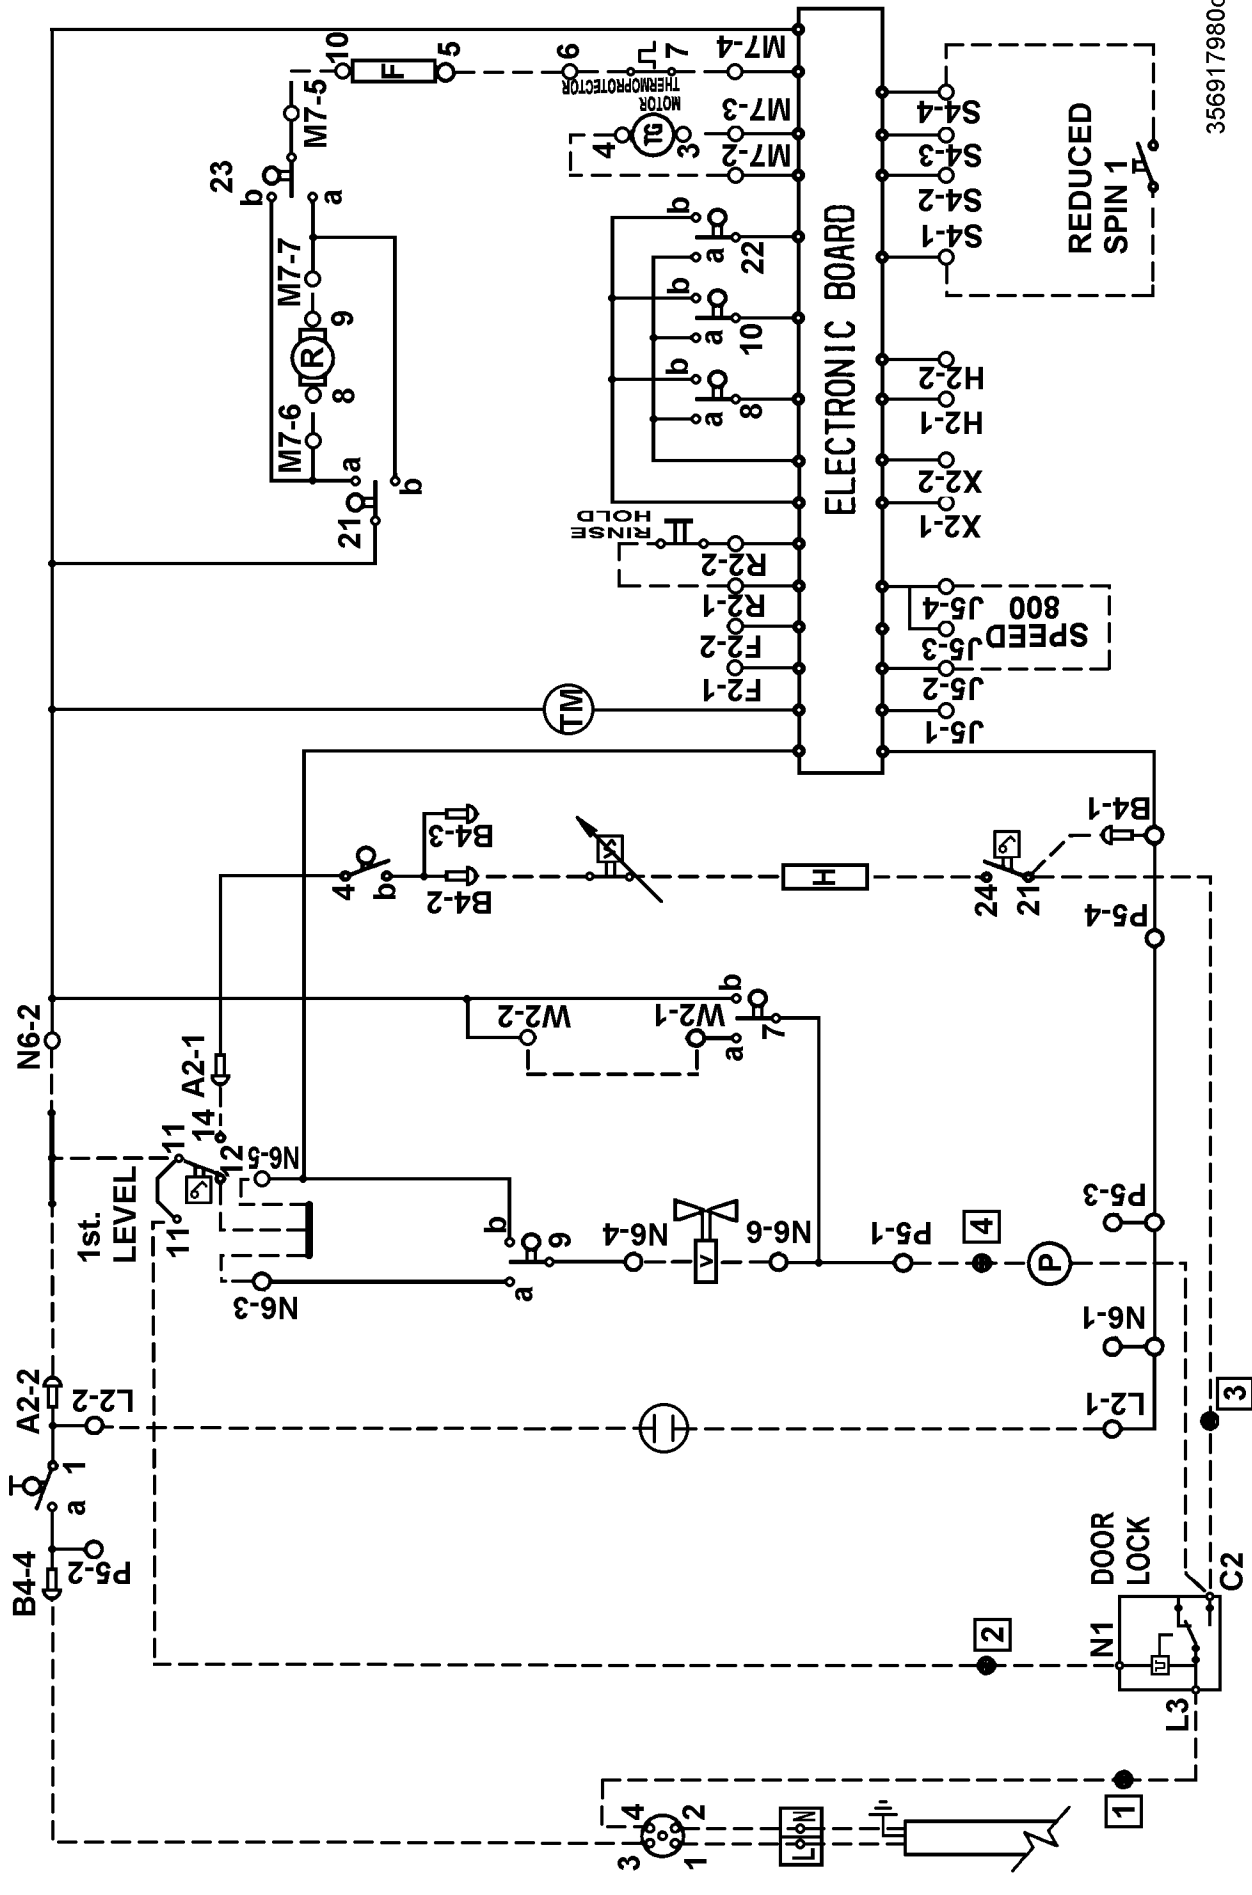 356917980
10
F
5
6
7
M7-4
THERMOPROTECTOR
M7-5
23
b
a
MOTOR
4
TG
3
M7-3
M7-2
S4-4
S4-3
S4-2
S4-1
REDUCED
SPIN 1
M7-7
9
R
8
M7-6
a
b
21
b
a
22
b
a
10
b
a
8
ELECTRONIC BOARD
H2-2
H2-1
X2-2
X2-1
RINSE
HOLD
R2-2
R2-1
F2-2
F2-1
J5-4
J5-3
J5-2
J5-1
800
SPEED
TM
4
b
B4-3
B4-2
H
24
21
B4-1
P5-4
N6-2
A2-1
14
11
12
N6-5
1st.
LEVEL
11
W2-2
W2-1
b
a
7
b
a
9
N6-3
N6-4
V
N6-6
P5-1
4
P
P5-3
N6-1
A2-2
L2-2
L2-1
3
1
a
B4-4
P5-2
DOOR
LOCK
C2
N1
L3
2
1
4
3
2
1
L
N